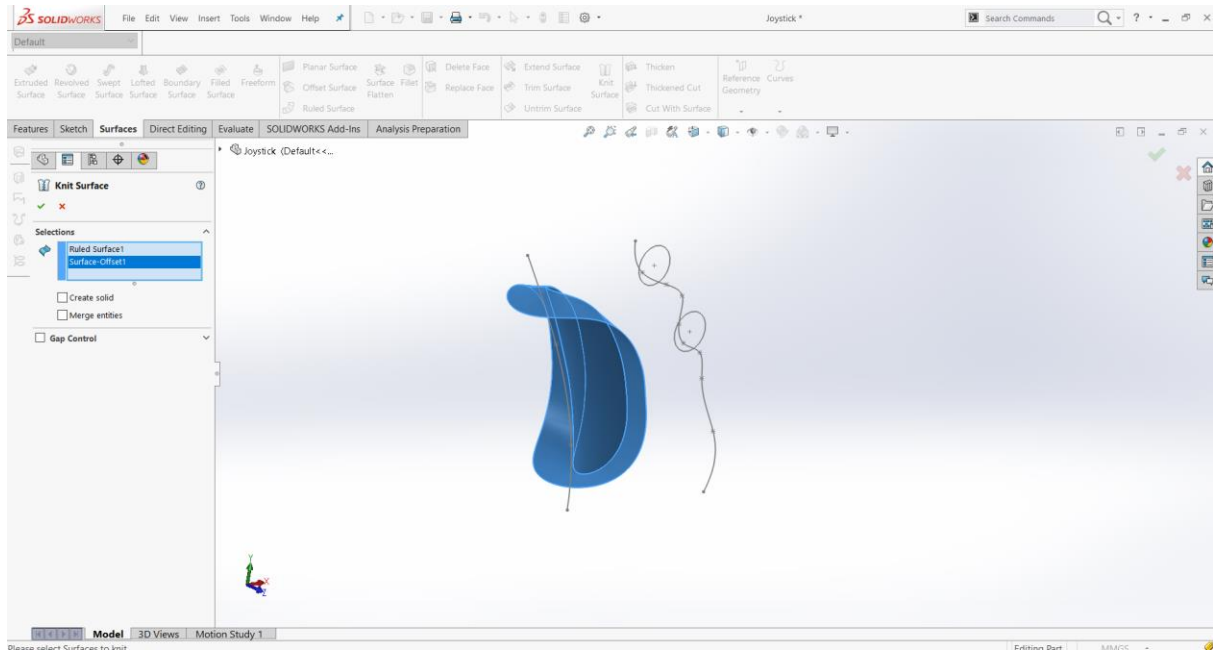 SOLIDWORKS File Edit View Insert Tools Window Help Joystick * Search Commands
Default
Extruded Surface
Revolved Surface
Swept Surface
Lofted Surface
Boundary Surface
Filled Surface
Freeform
Planar Surface
Offset Surface
Ruled Surface
Surface Flatten
Fillet
Delete Face
Replace Face
Extend Surface
Trim Surface
Untrim Surface
Knit Surface
Thicken
Thickened Cut
Cut With Surface
Reference Geometry
Curves
Features Sketch Surfaces Direct Editing Evaluate SOLIDWORKS Add-Ins Analysis Preparation
Joystick (Default<<...
Knit Surface
Selections
Ruled Surface1
Surface-Offset1
Create solid
Merge entities
Gap Control
Y
X
Z
Model 3D Views Motion Study 1
Please select Surfaces to knit Editing Part MMGS